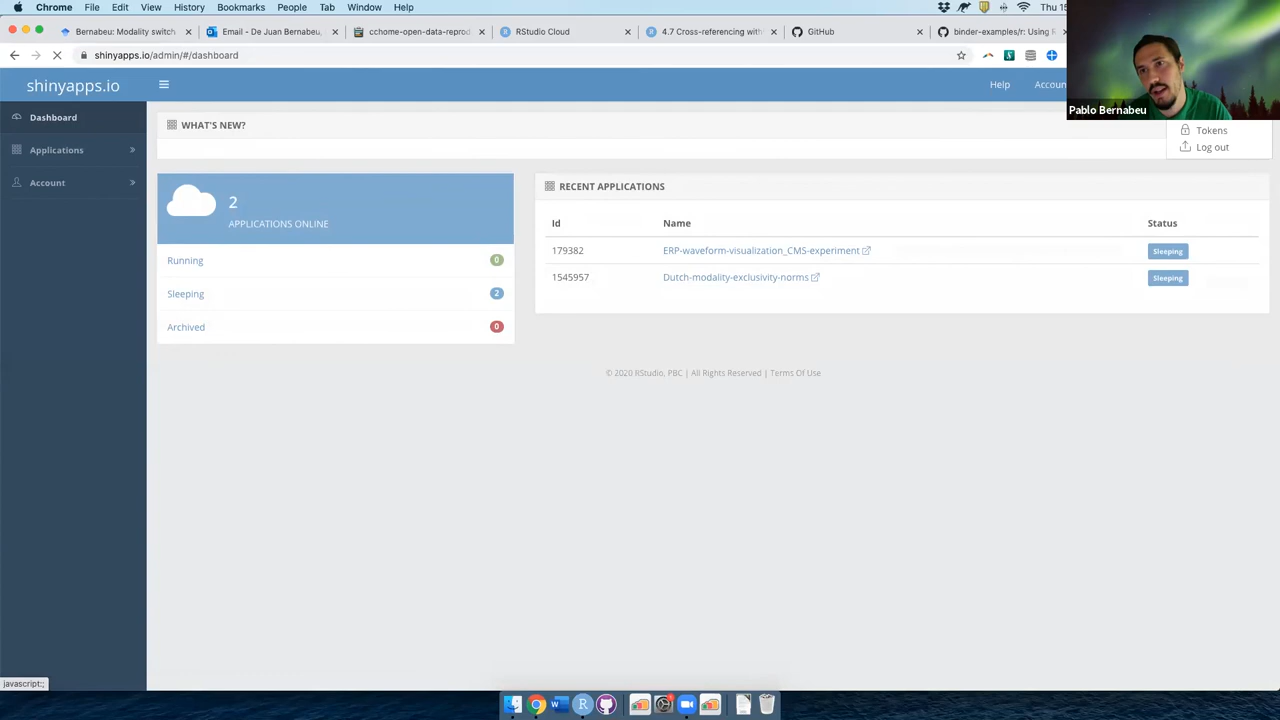 Chrome File Edit View History Bookmarks People Tab Window Help
Thu 15
Bernabeu: Modality switch
Email - De Juan Bernabeu,
cchome-open-data-reprod
RStudio Cloud
4.7 Cross-referencing with
GitHub
binder-examples/r: Using R
shinyapps.io/admin/#/dashboard
shinyapps.io
Help
Accoun
Pablo Bernabeu
Tokens
Log out
Dashboard
Applications
Account
WHAT'S NEW?
2
APPLICATIONS ONLINE
Running 0
Sleeping 2
Archived 0
RECENT APPLICATIONS
Id Name Status
179382 ERP-waveform-visualization_CMS-experiment Sleeping
1545957 Dutch-modality-exclusivity-norms Sleeping
© 2020 RStudio, PBC | All Rights Reserved | Terms Of Use
javascript:;